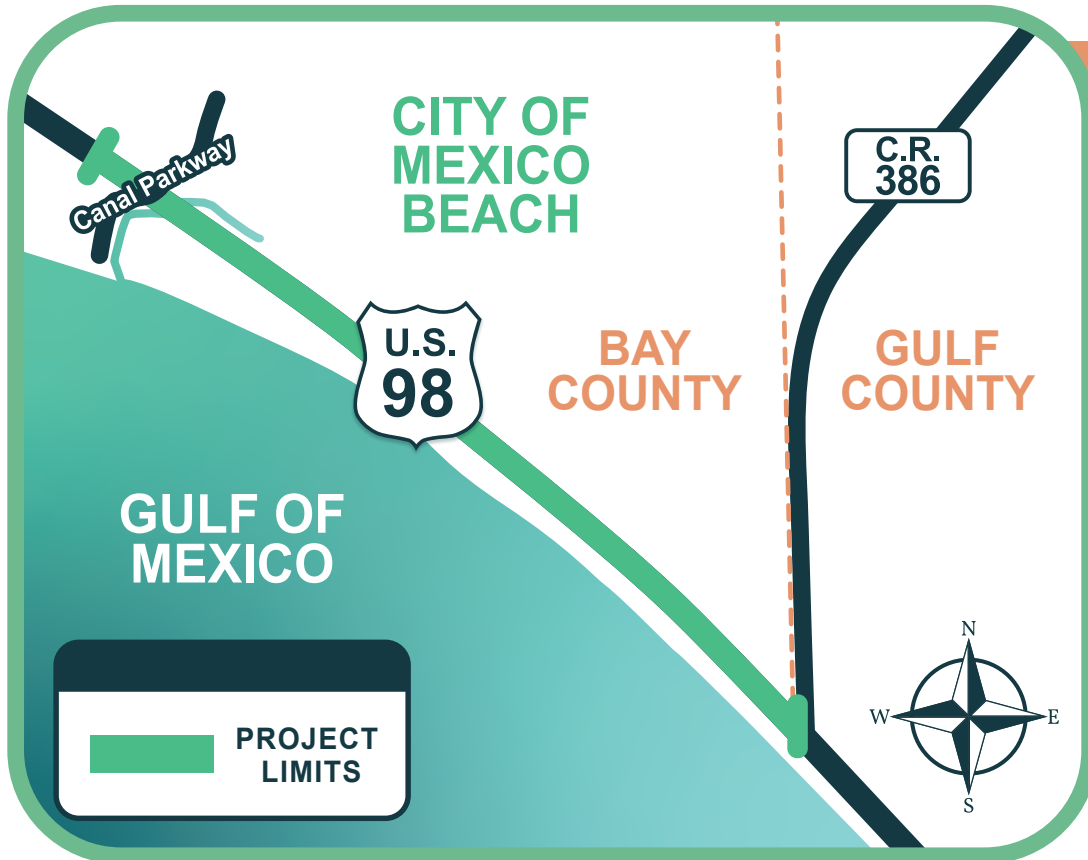 CITY OF
MEXICO
BEACH
Canal Parkway
C.R.
386
U.S.
98
BAY
COUNTY
GULF
COUNTY
GULF OF
MEXICO
PROJECT
LIMITS
N
W
E
S